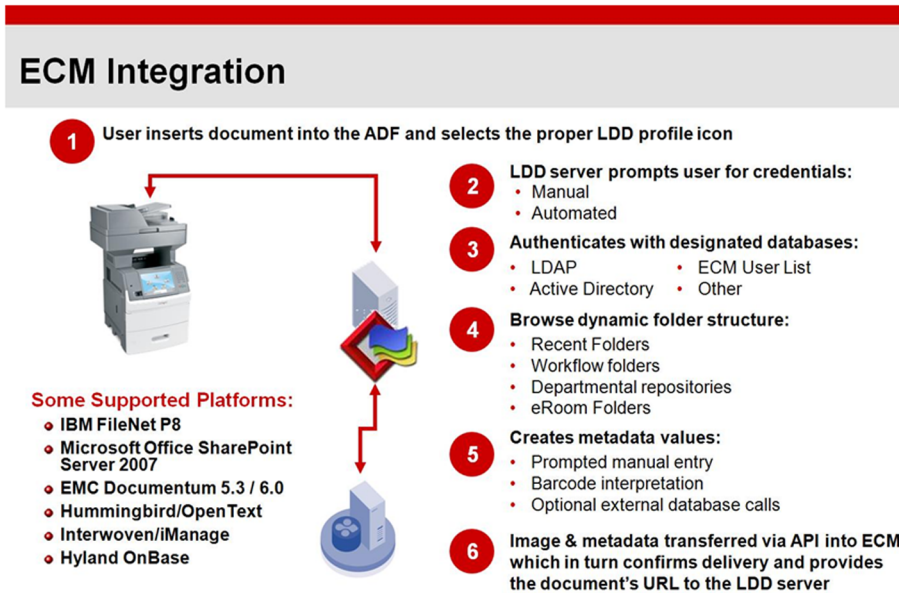 ECM Integration
1
User inserts document into the ADF and selects the proper LDD profile icon
2
LDD server prompts user for credentials:
• Manual
• Automated
3
Authenticates with designated databases:
• LDAP
• ECM User List
• Active Directory
• Other
4
Browse dynamic folder structure:
• Recent Folders
• Workflow folders
• Departmental repositories
• eRoom Folders
5
Creates metadata values:
• Prompted manual entry
• Barcode interpretation
• Optional external database calls
6
Image & metadata transferred via API into ECM
which in turn confirms delivery and provides
the document's URL to the LDD server
Some Supported Platforms:
IBM FileNet P8
Microsoft Office SharePoint
Server 2007
EMC Documentum 5.3 / 6.0
Hummingbird/OpenText
Interwoven/iManage
Hyland OnBase